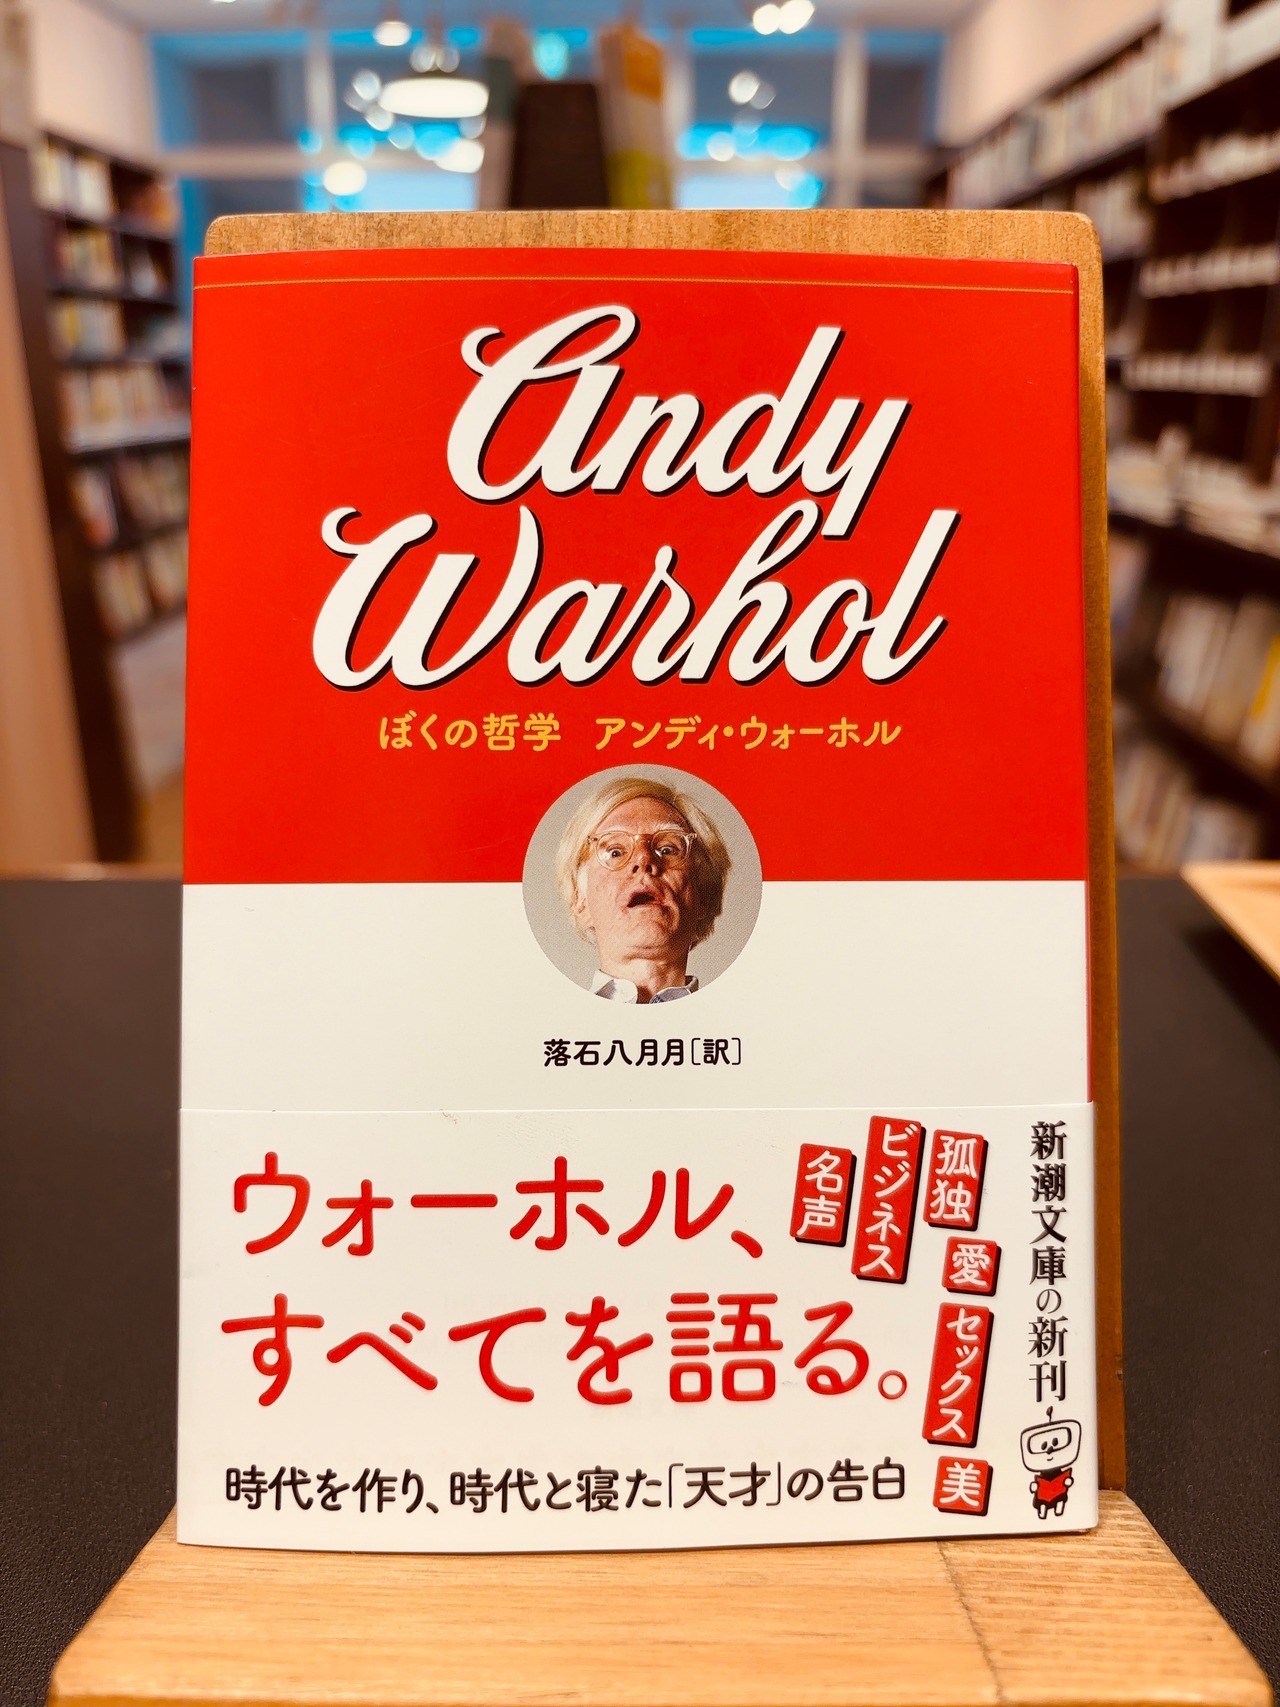 Andy
Warhol
ぼくの哲学 アンディ・ウォーホル
落石八月月[訳]
ウォーホル、
すべてを語る。
時代を作り、時代と寝た「天才」の告白
名声
ビジネス
孤独
愛
セックス
美
新潮文庫の新刊